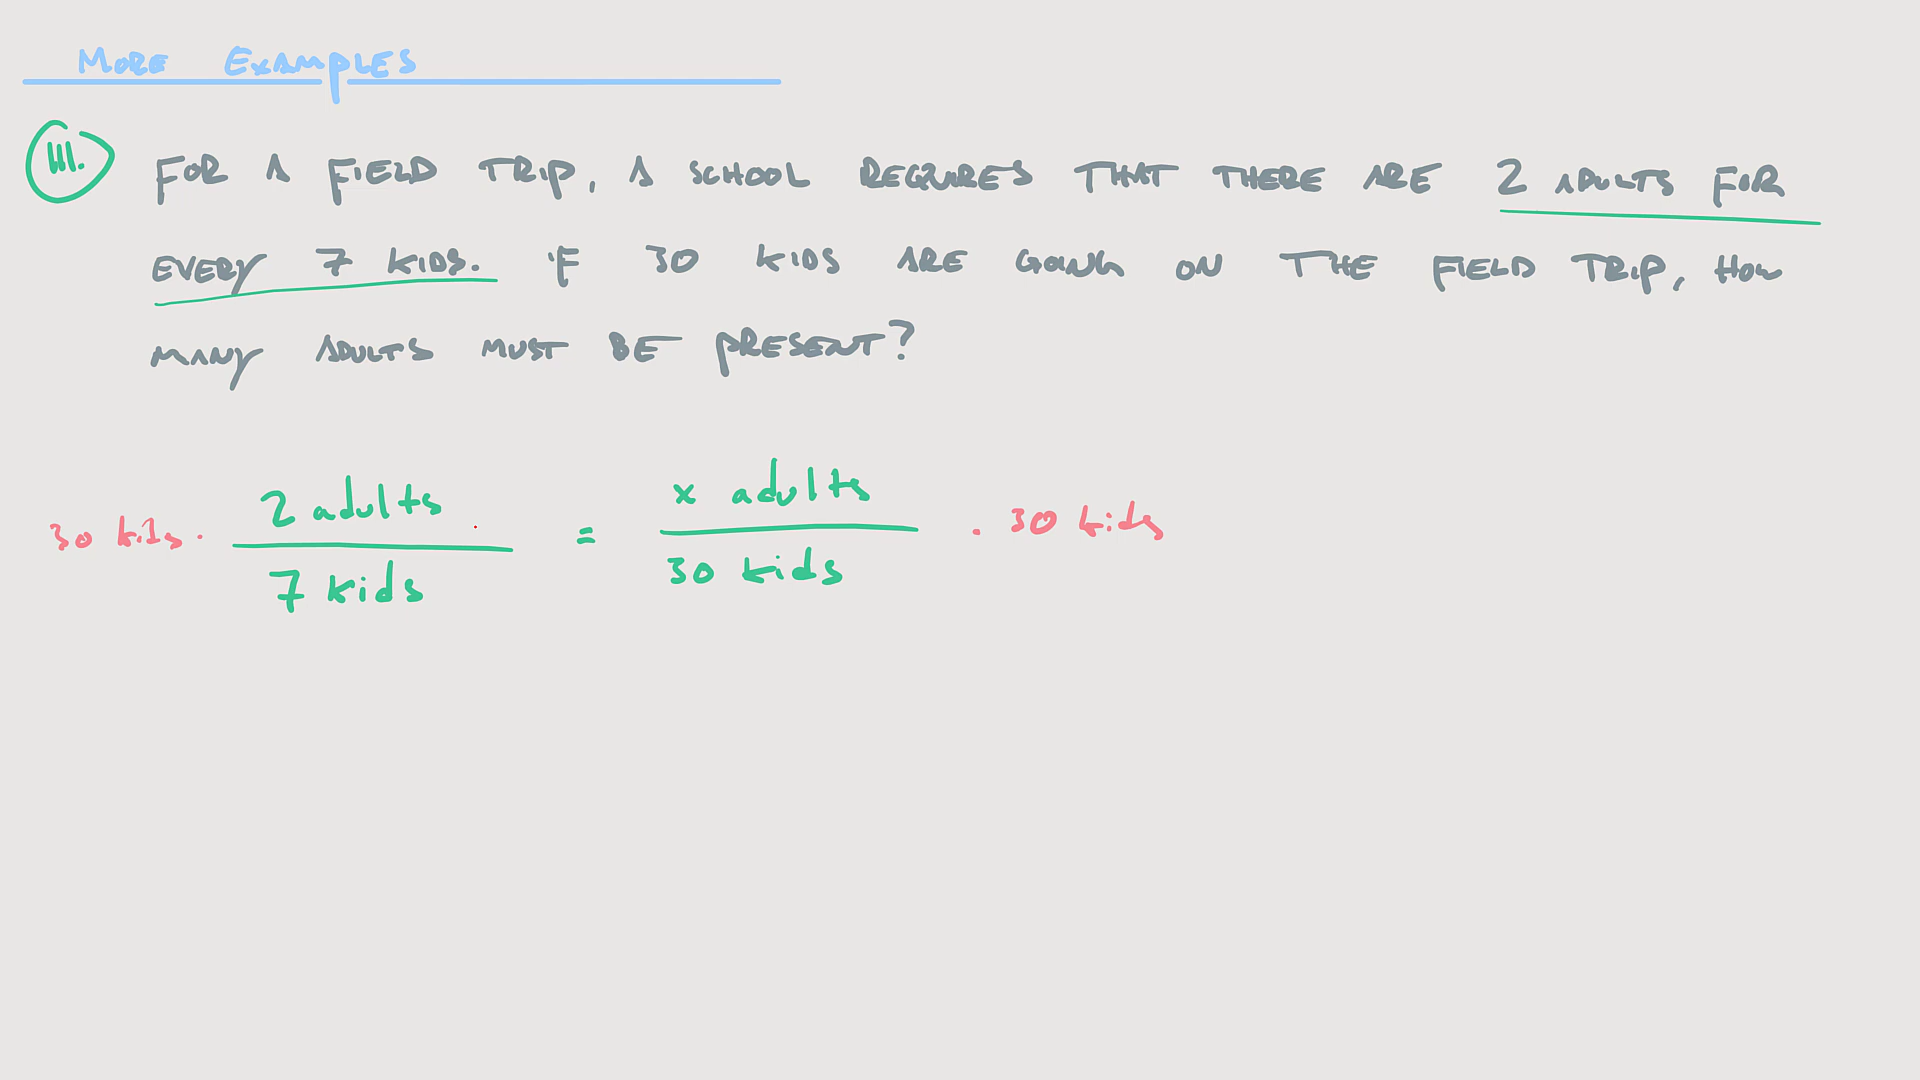 MORE EXAMPLES
III. FOR A FIELD TRIP, A SCHOOL REQUIRES THAT THERE ARE 2 ADULTS FOR
EVERY 7 KIDS. IF 30 KIDS ARE GOING ON THE FIELD TRIP, HOW
MANY ADULTS MUST BE PRESENT?
30 kids · 2 adults / 7 kids = x adults / 30 kids · 30 kids